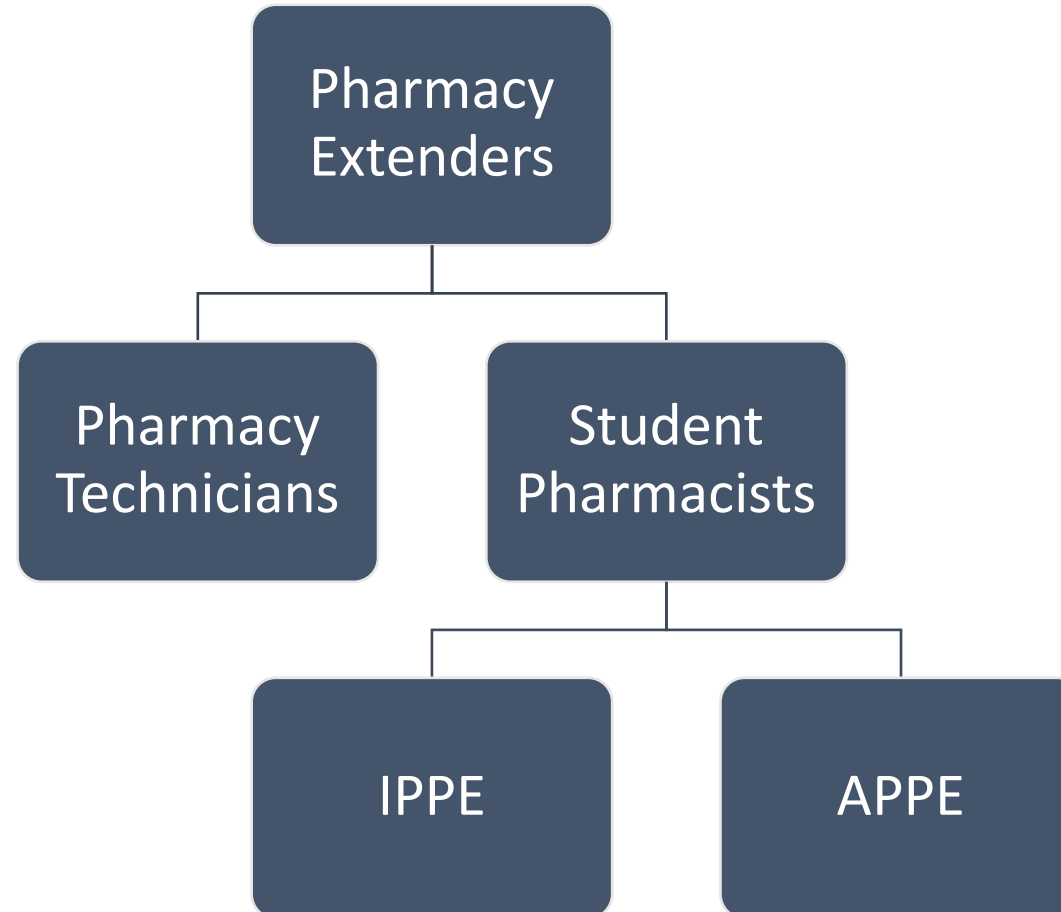 Pharmacy
Extenders
Pharmacy
Technicians
Student
Pharmacists
IPPE
APPE